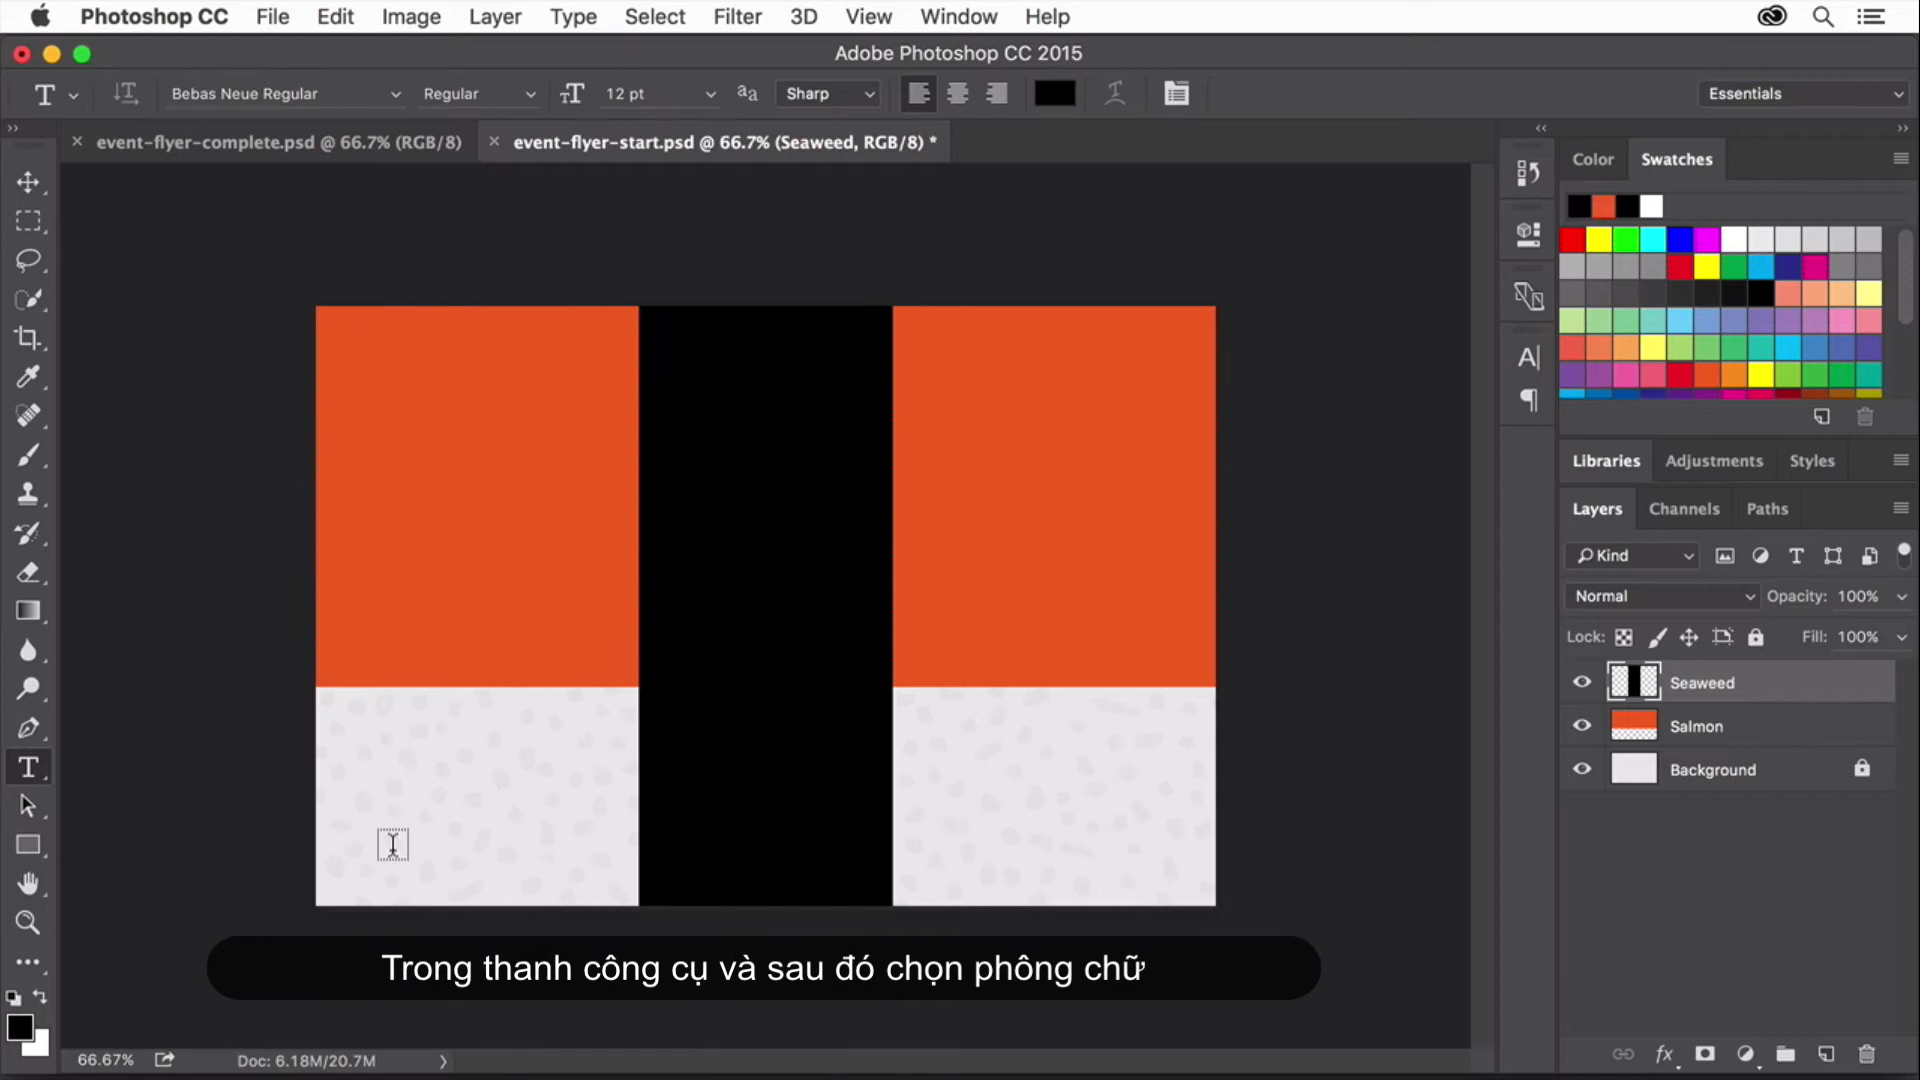 Photoshop CC File Edit Image Layer Type Select Filter 3D View Window Help
Adobe Photoshop CC 2015
T Bebas Neue Regular Regular 12 pt Sharp Essentials
event-flyer-complete.psd @ 66.7% (RGB/8) event-flyer-start.psd @ 66.7% (Seaweed, RGB/8) *
Color Swatches
Libraries Adjustments Styles
Layers Channels Paths
Kind
Normal Opacity: 100%
Lock: Fill: 100%
Seaweed
Salmon
Background
Trong thanh công cụ và sau đó chọn phông chữ
66.67% Doc: 6.18M/20.7M
fx